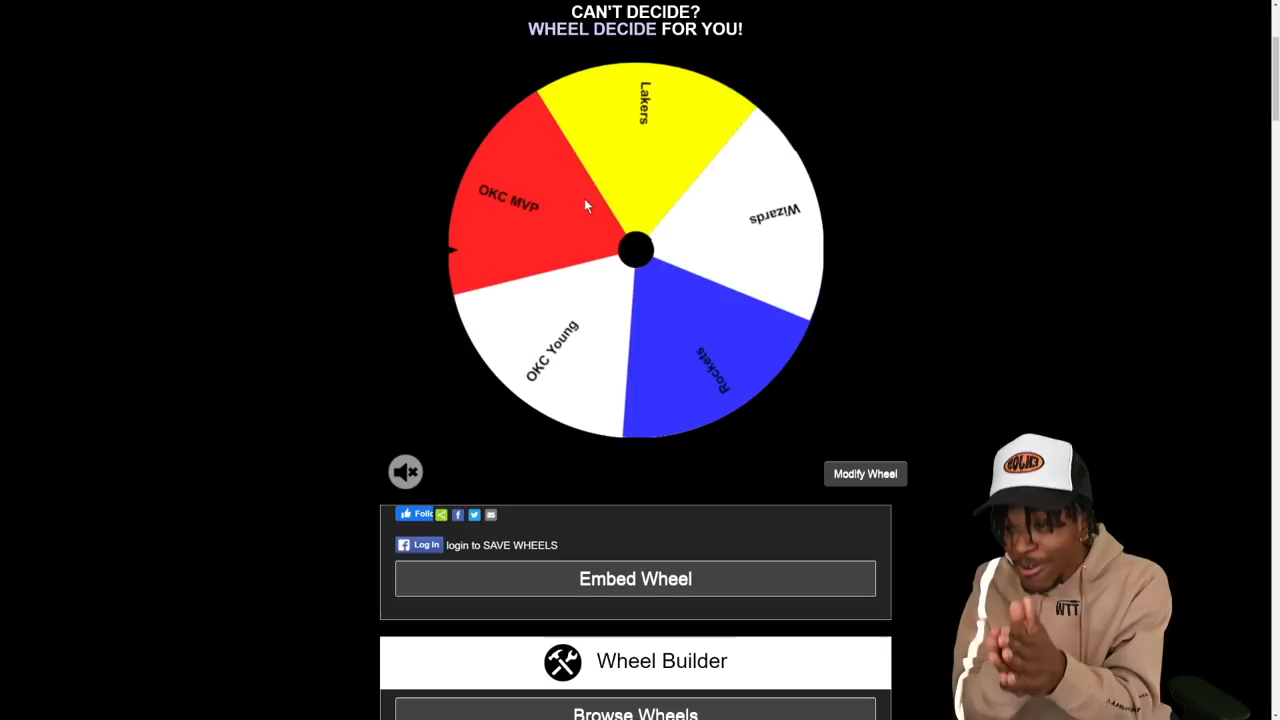 CAN'T DECIDE?
WHEEL DECIDE FOR YOU!
Lakers
OKC MVP
Wizards
OKC Young
Rockets
Modify Wheel
Log In login to SAVE WHEELS
Embed Wheel
WTT
Wheel Builder
Browse Wheels